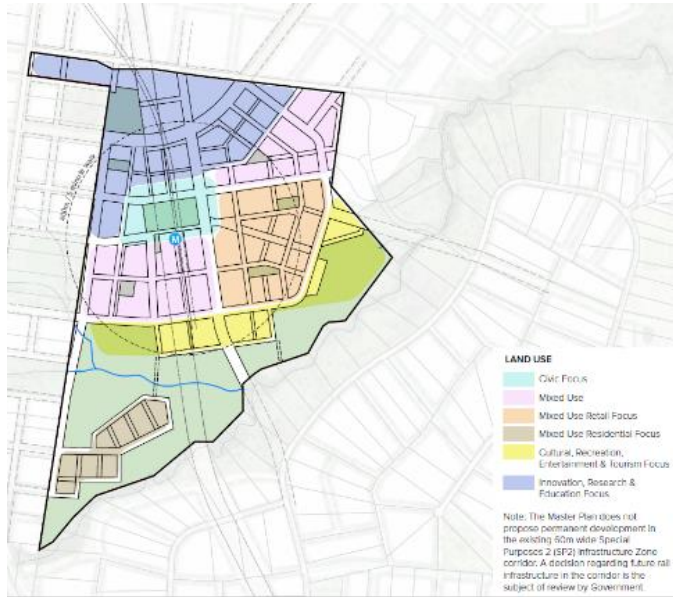 M
LAND USE
Civic Focus
Mixed Use
Mixed Use Retail Focus
Mixed Use Residential Focus
Cultural, Recreation,
Entertainment & Tourism Focus
Innovation, Research &
Education Focus
Note: The Master Plan does not
propose permanent development in
the existing 60m wide Special
Purposes 2 (SP2) Infrastructure Zone
corridor. A decision regarding future rail
infrastructure in the corridor is the
subject of review by Government.